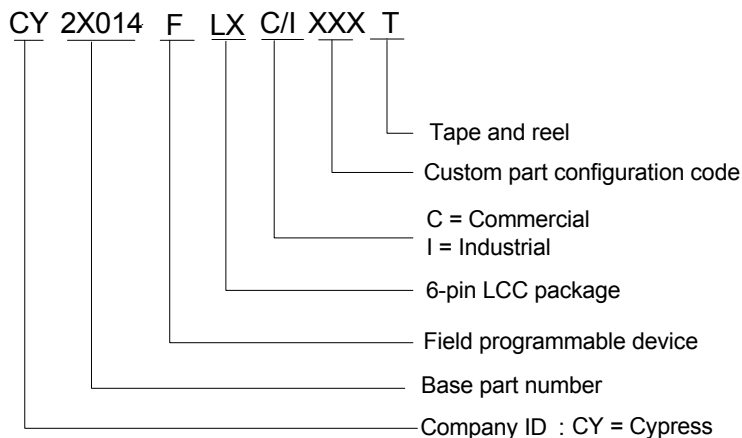 CY 2X014 F LX C/I XXX T
Tape and reel
Custom part configuration code
C = Commercial
I = Industrial
6-pin LCC package
Field programmable device
Base part number
Company ID : CY = Cypress